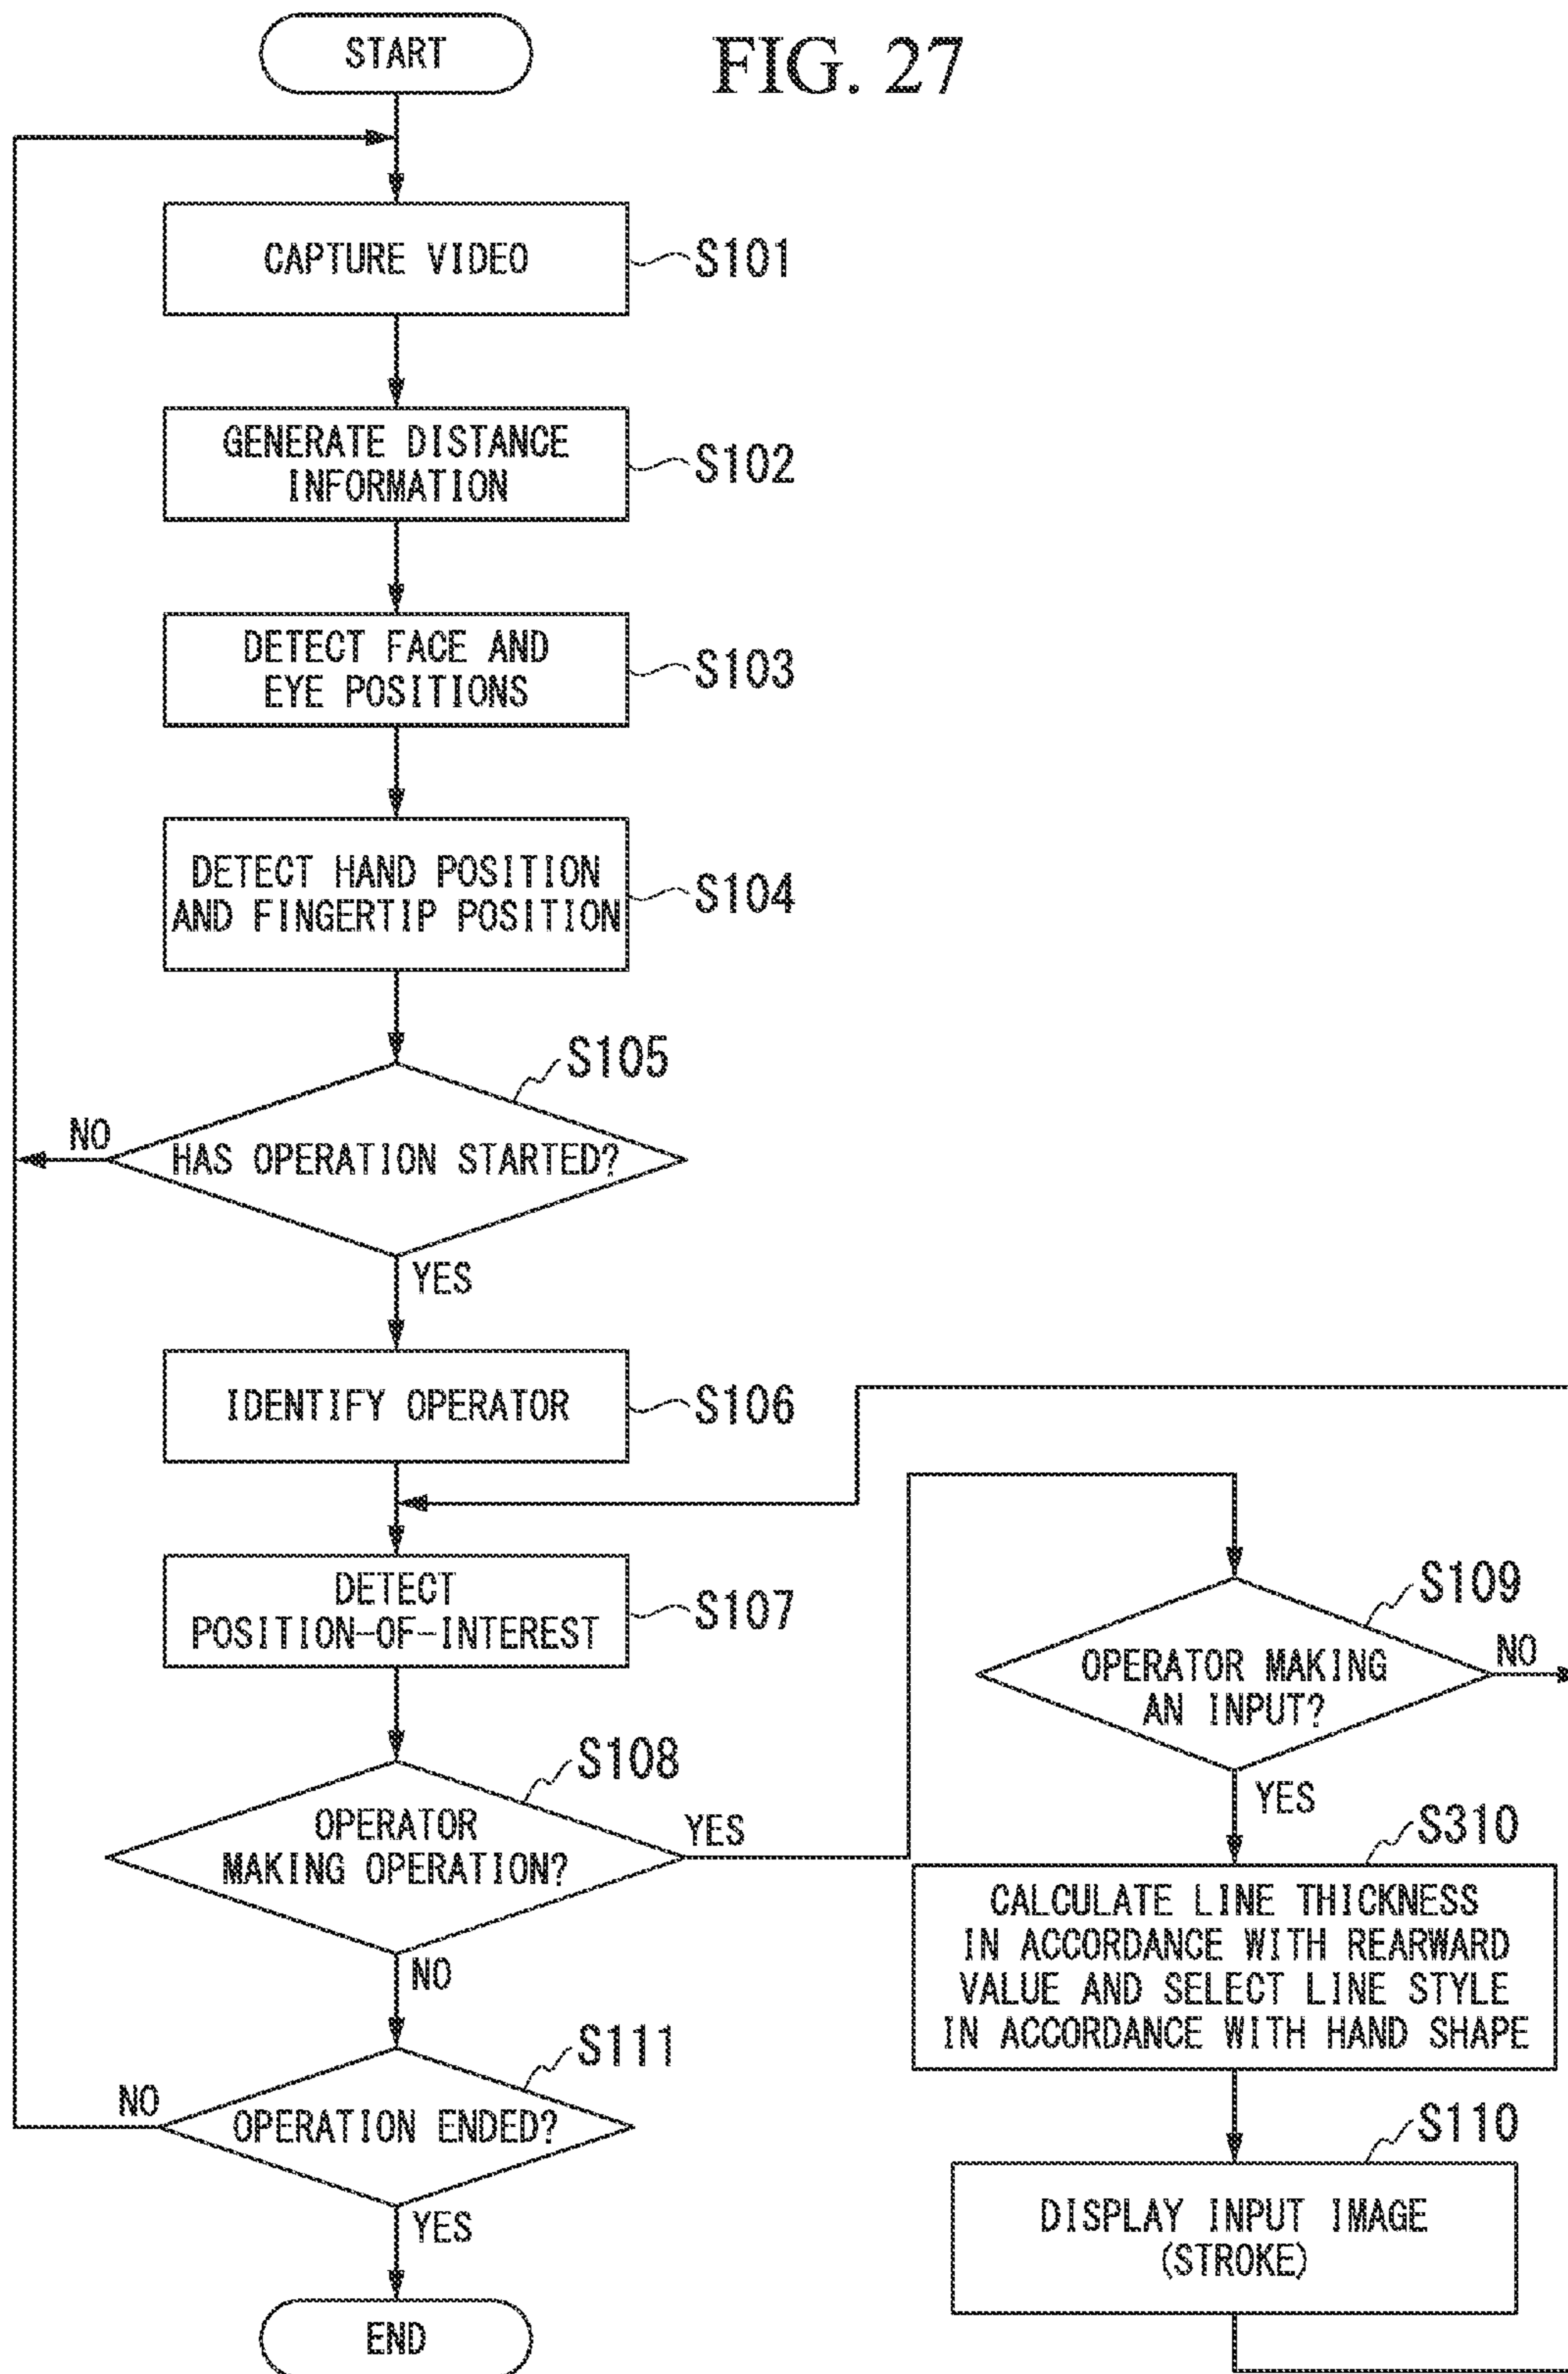 FIG. 27
START
CAPTURE VIDEO
S101
GENERATE DISTANCE
INFORMATION
S102
DETECT FACE AND
EYE POSITIONS
S103
DETECT HAND POSITION
AND FINGERTIP POSITION
S104
S105
NO
HAS OPERATION STARTED?
YES
IDENTIFY OPERATOR
S106
DETECT
POSITION-OF-INTEREST
S107
S108
OPERATOR
MAKING OPERATION?
YES
NO
S111
NO
OPERATION ENDED?
YES
END
S109
OPERATOR MAKING
AN INPUT?
NO
YES
S310
CALCULATE LINE THICKNESS
IN ACCORDANCE WITH REARWARD
VALUE AND SELECT LINE STYLE
IN ACCORDANCE WITH HAND SHAPE
S110
DISPLAY INPUT IMAGE
(STROKE)